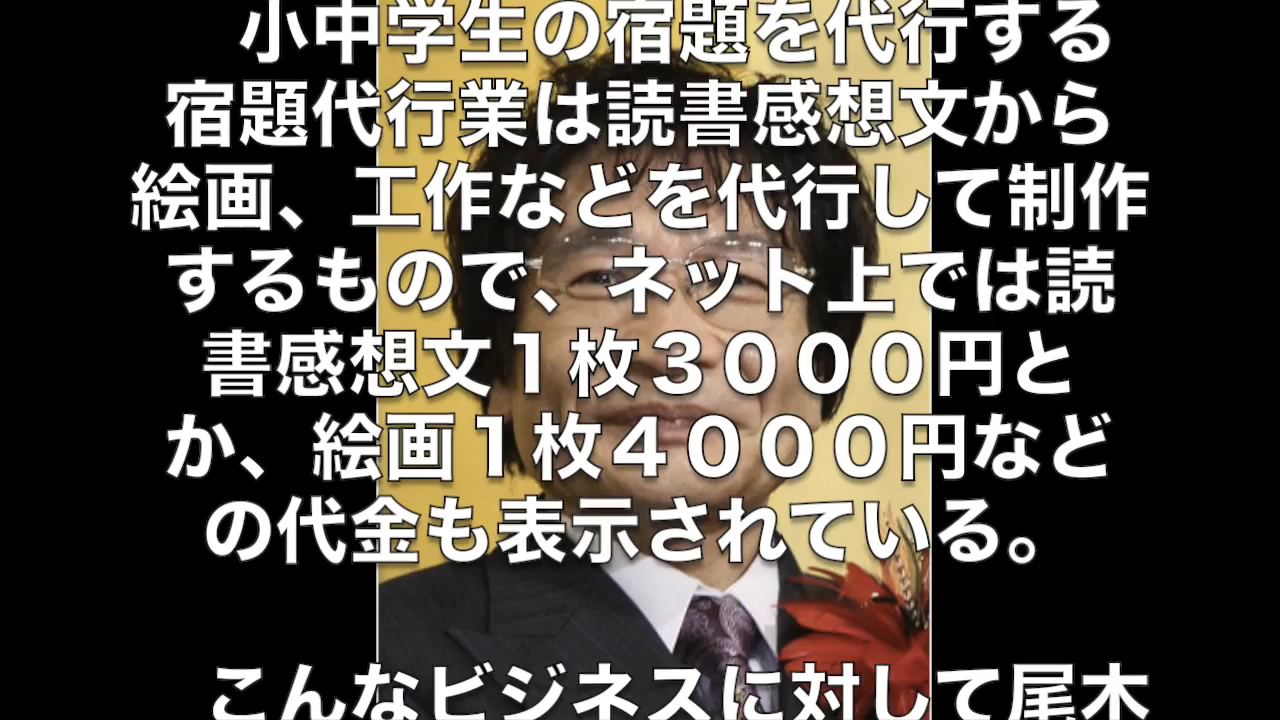 小中学生の宿題を代行する
宿題代行業は読書感想文から
絵画、工作などを代行して制作
するもので、ネット上では読
書感想文１枚３０００円と
か、絵画１枚４０００円など
の代金も表示されている。
こんなビジネスに対して尾木